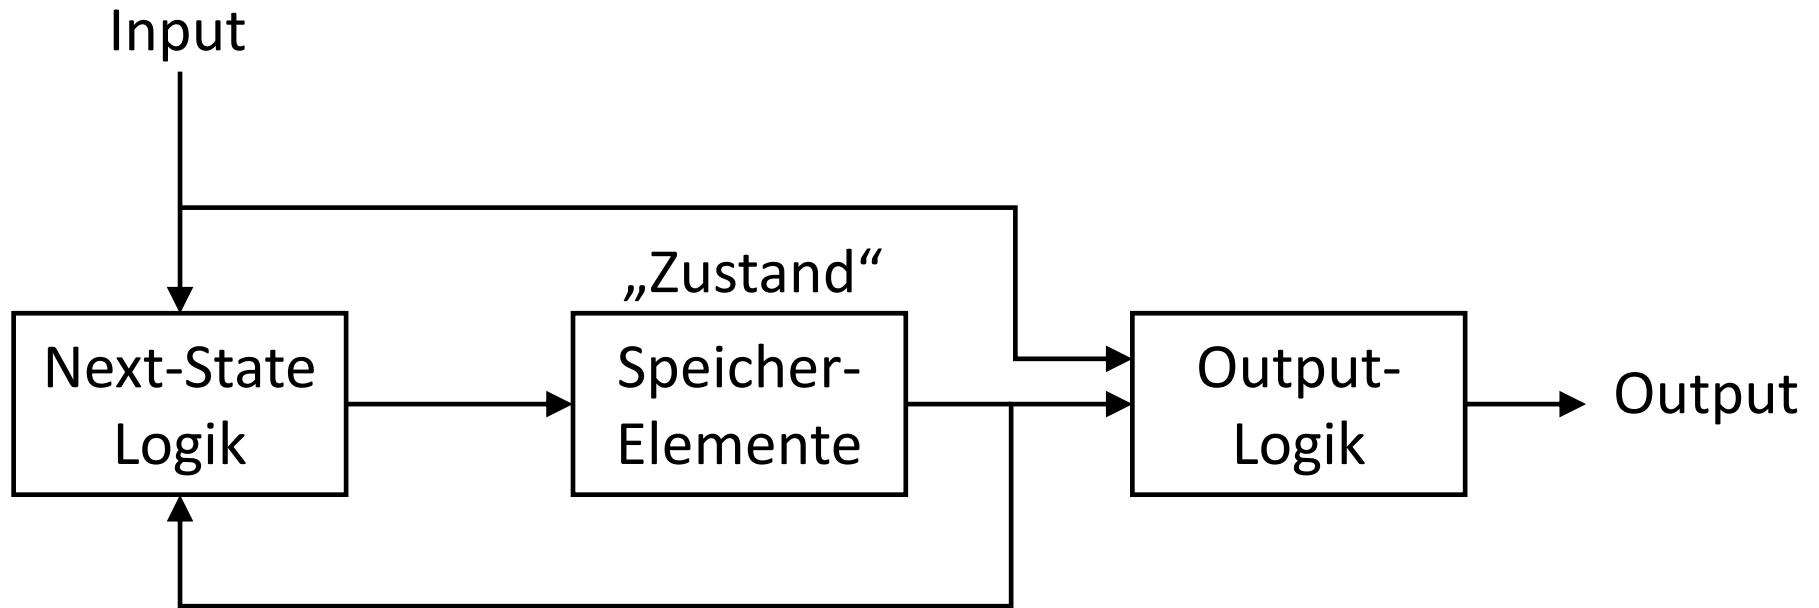 Input
„Zustand“
Next-State
Logik
Speicher-
Elemente
Output-
Logik
Output